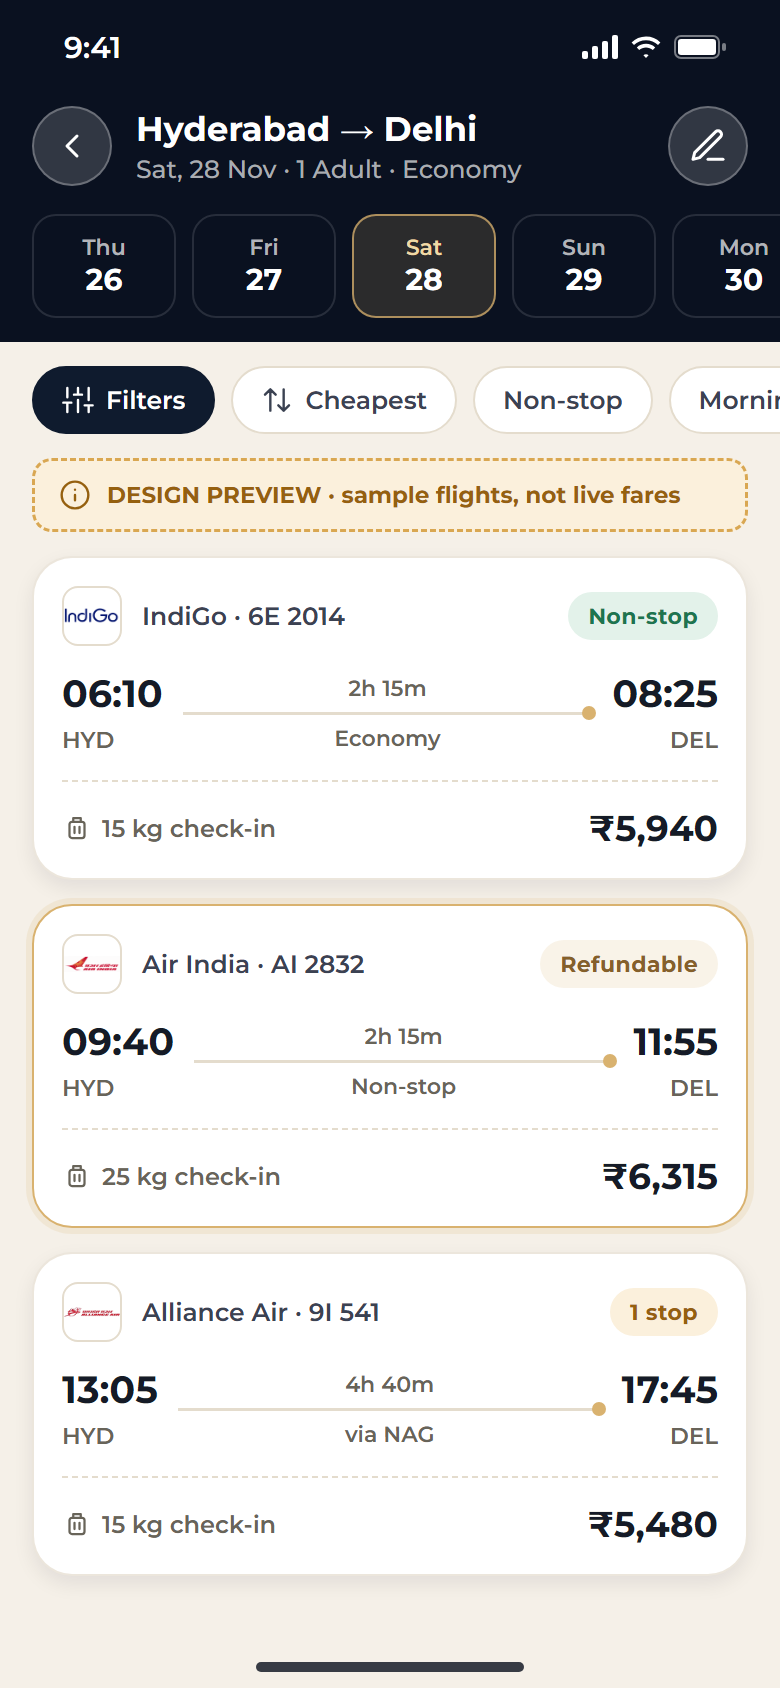 9:41
Hyderabad → Delhi
Sat, 28 Nov · 1 Adult · Economy
Thu Fri Sat Sun Mon
26 27 28 29 30
Filters Cheapest Non-stop
DESIGN PREVIEW · sample flights, not live fares
IndiGo IndiGo · 6E 2014 Non-stop
06:10 2h 15m 08:25
HYD Economy DEL
15 kg check-in ₹5,940
Air India · AI 2832 Refundable
09:40 2h 15m 11:55
HYD Non-stop DEL
25 kg check-in ₹6,315
Alliance Air · 9I 541 1 stop
13:05 4h 40m 17:45
HYD via NAG DEL
15 kg check-in ₹5,480